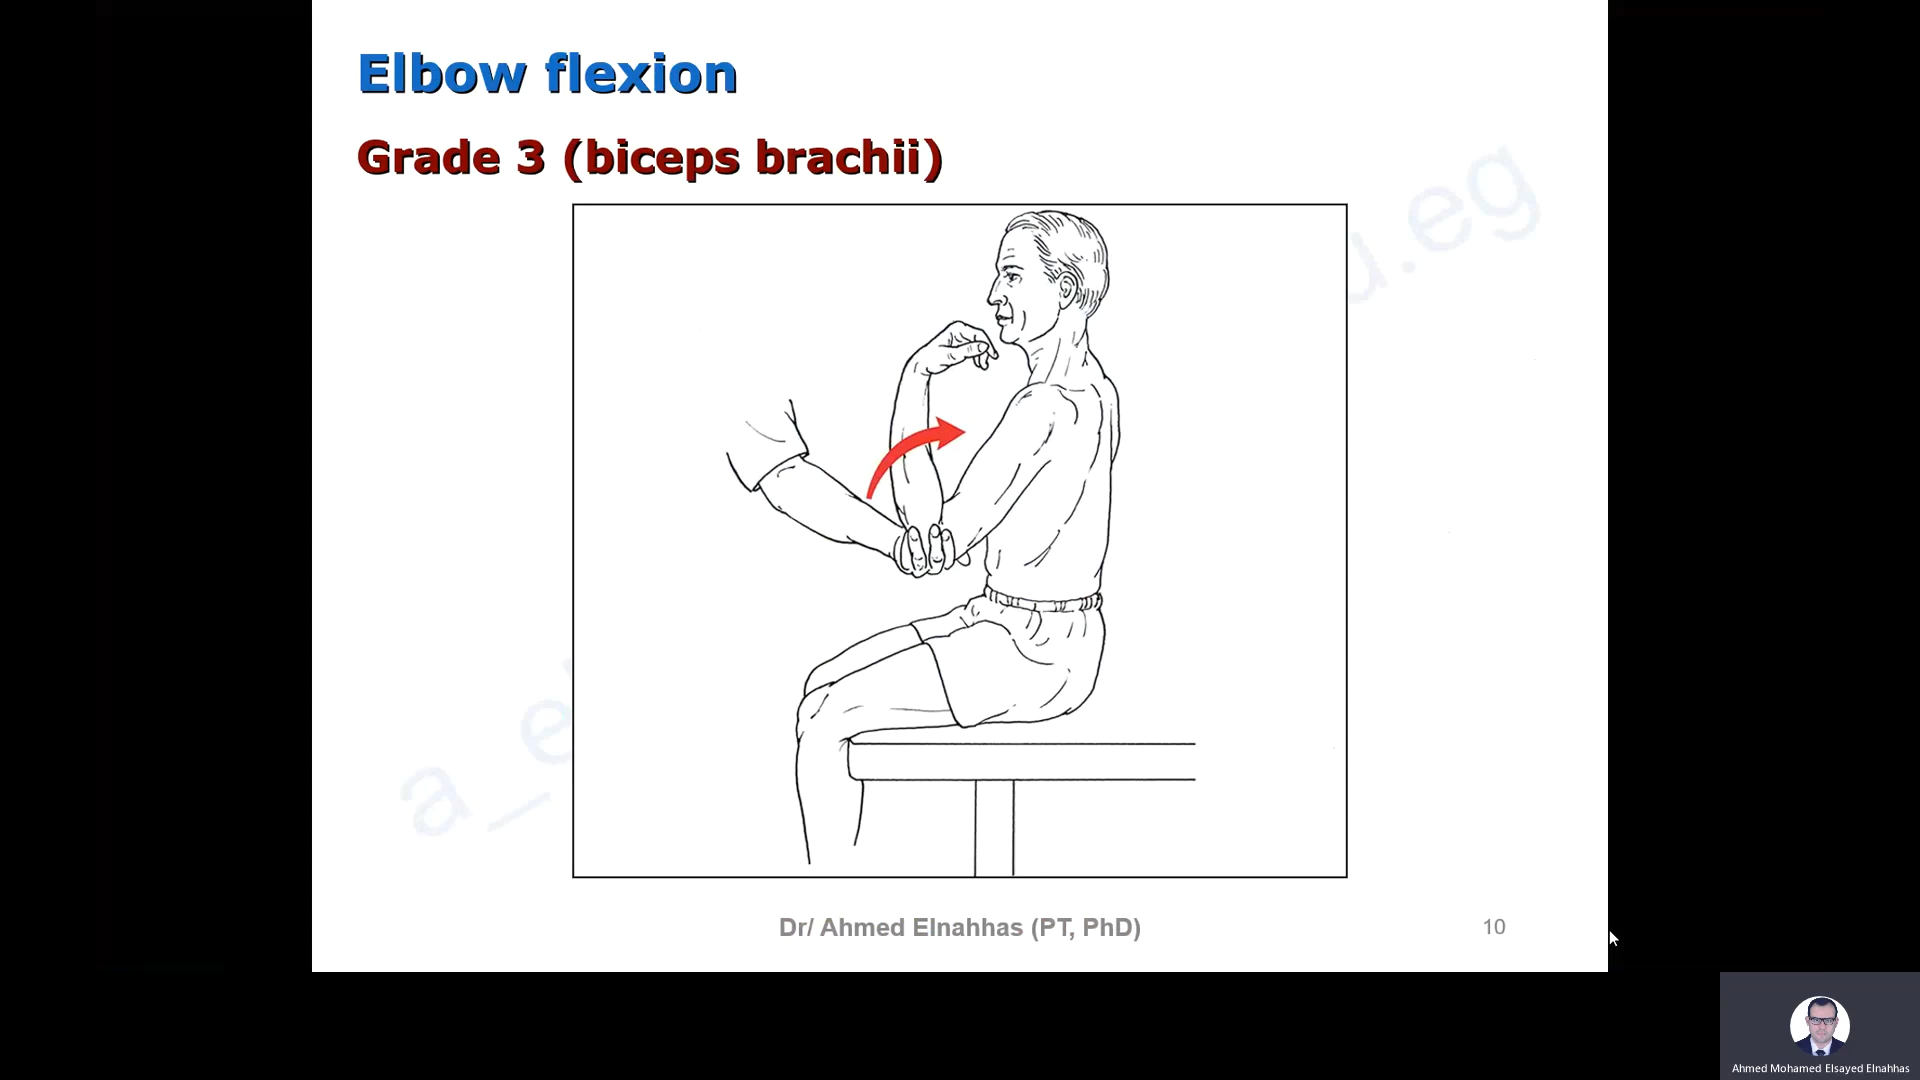 Elbow flexion
Grade 3 (biceps brachii)
Dr/ Ahmed Elnahhas (PT, PhD)
10
Ahmed Mohamed Elsayed Elnahhas